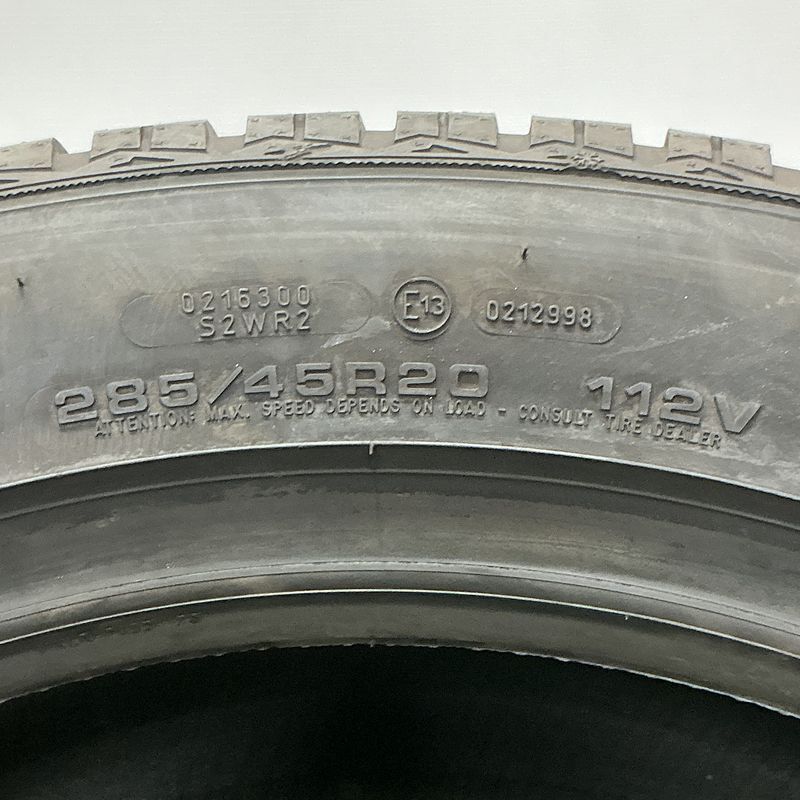 0216300
S2WR2
E13
0212998
285/45R20 112V
ATTENTION: MAX. SPEED DEPENDS ON LOAD - CONSULT TIRE DEALER